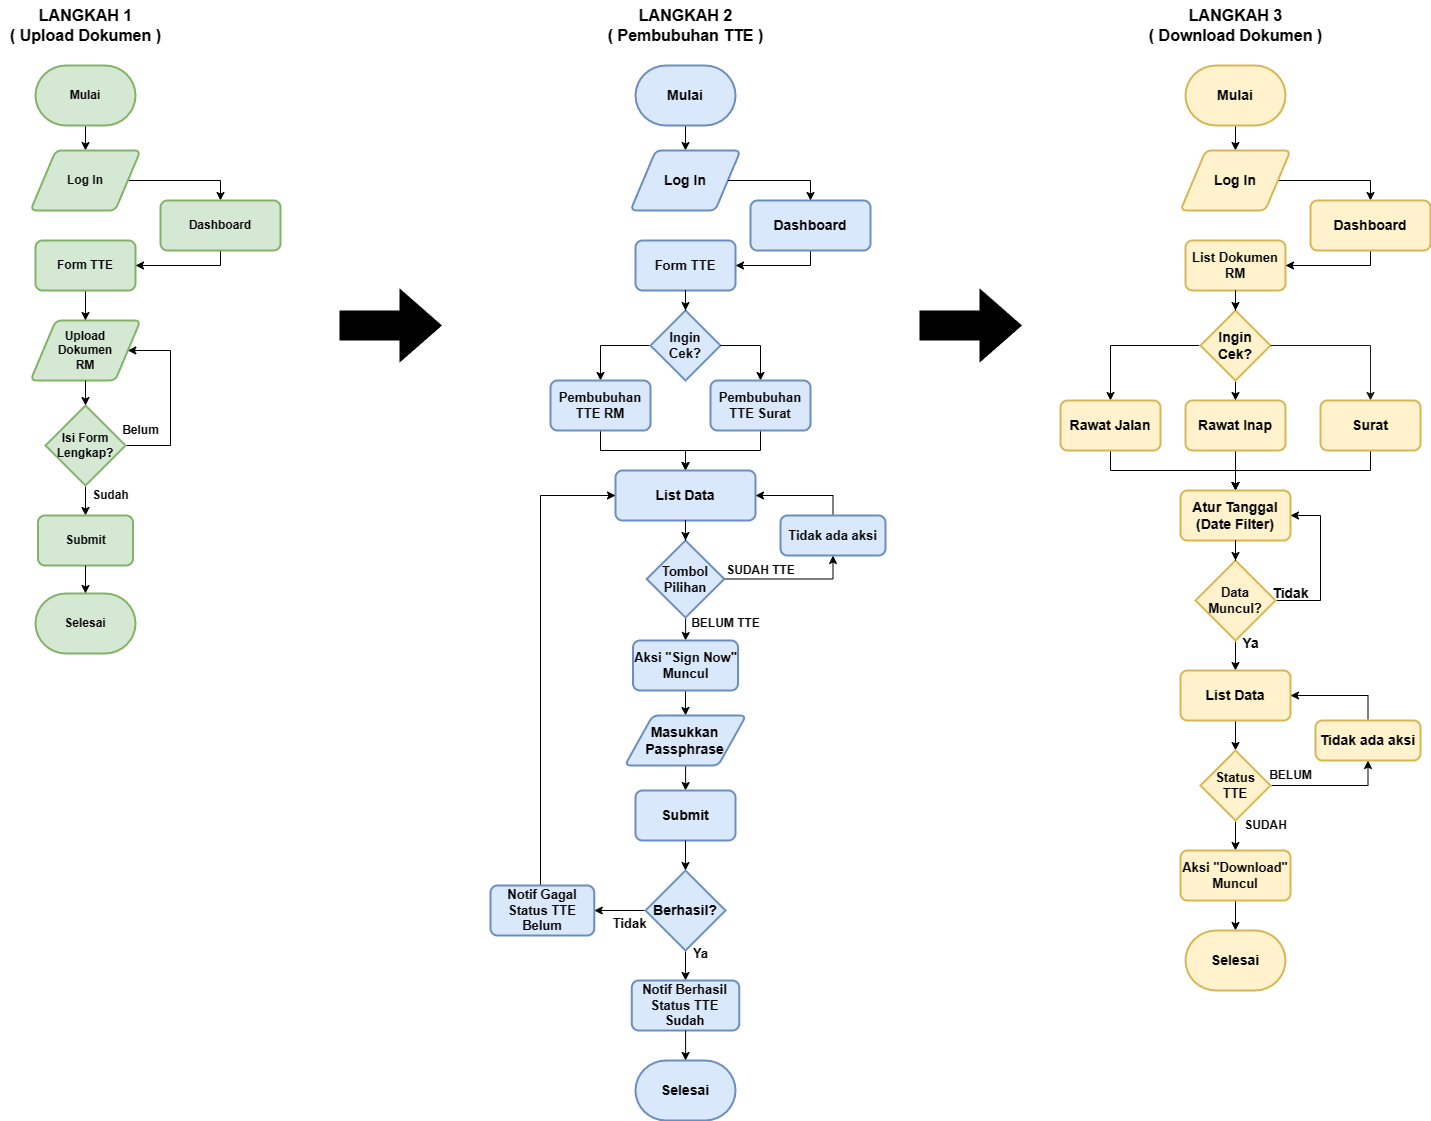 LANGKAH 1
( Upload Dokumen )
Mulai
Log In
Dashboard
Form TTE
Upload
Dokumen
RM
Isi Form
Lengkap?
Belum
Sudah
Submit
Selesai
LANGKAH 2
( Pembubuhan TTE )
Mulai
Log In
Dashboard
Form TTE
Ingin
Cek?
Pembubuhan
TTE RM
Pembubuhan
TTE Surat
List Data
Tidak ada aksi
Tombol
Pilihan
SUDAH TTE
BELUM TTE
Aksi "Sign Now"
Muncul
Masukkan
Passphrase
Submit
Berhasil?
Tidak
Notif Gagal
Status TTE
Belum
Ya
Notif Berhasil
Status TTE
Sudah
Selesai
LANGKAH 3
( Download Dokumen )
Mulai
Log In
Dashboard
List Dokumen
RM
Ingin
Cek?
Rawat Jalan
Rawat Inap
Surat
Atur Tanggal
(Date Filter)
Data
Muncul?
Tidak
Ya
List Data
Tidak ada aksi
Status
TTE
BELUM
SUDAH
Aksi "Download"
Muncul
Selesai